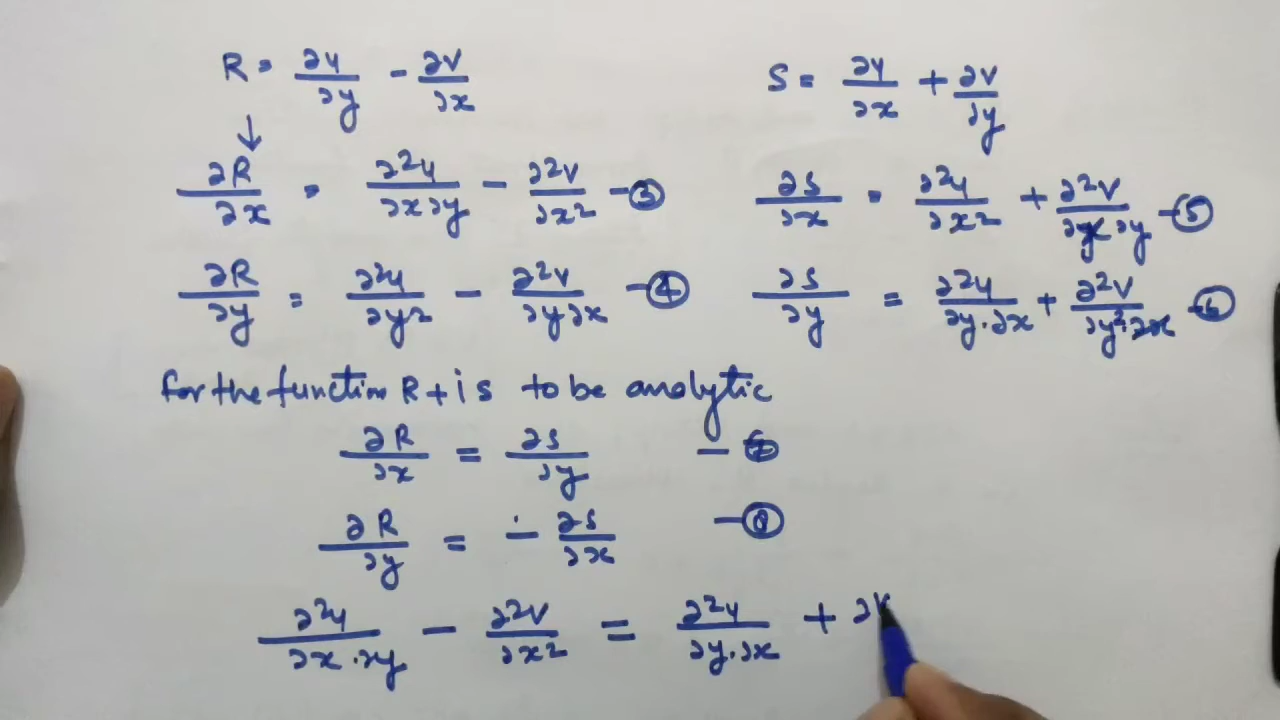 R = ∂u/∂y - ∂v/∂x
S = ∂u/∂x + ∂v/∂y
↓
∂R/∂x = ∂²u/∂x∂y - ∂²v/∂x² - ③
∂S/∂x = ∂²u/∂x² + ∂²v/∂x∂y - ⑤
∂R/∂y = ∂²u/∂y² - ∂²v/∂y∂x - ④
∂S/∂y = ∂²u/∂y.∂x + ∂²v/∂y² - ⑥
for the function R + i s to be analytic
∂R/∂x = ∂s/∂y - ⑦
∂R/∂y = - ∂s/∂x - ⑧
∂²u/∂x.∂y - ∂²v/∂x² = ∂²u/∂y.∂x + ∂v